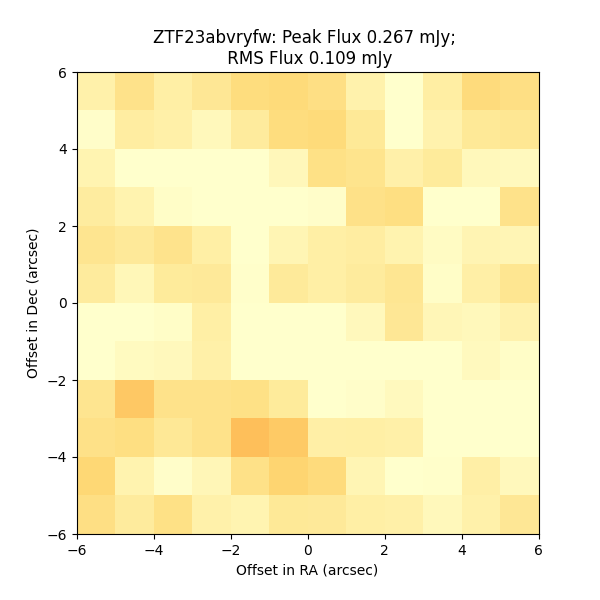 ZTF23abvryfw: Peak Flux 0.267 mJy;
RMS Flux 0.109 mJy
6
4
2
0
−2
−4
−6
Offset in Dec (arcsec)
−6 −4 −2 0 2 4 6
Offset in RA (arcsec)